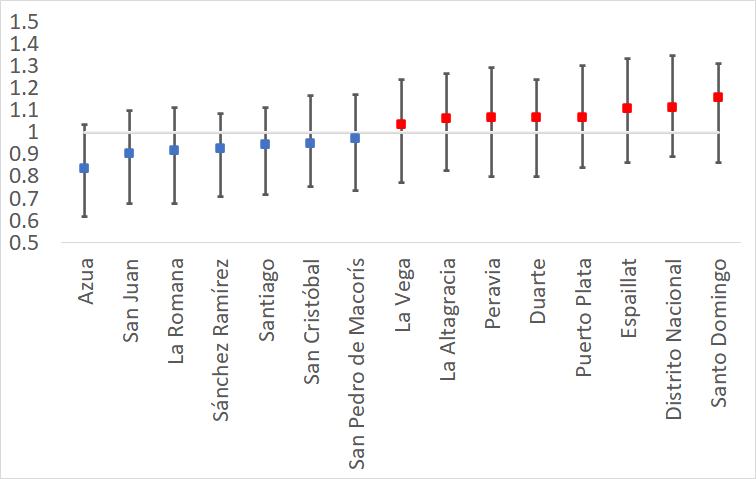 1.5
1.4
1.3
1.2
1.1
1
0.9
0.8
0.7
0.6
0.5
Azua
San Juan
La Romana
Sánchez Ramírez
Santiago
San Cristóbal
San Pedro de Macorís
La Vega
La Altagracia
Peravia
Duarte
Puerto Plata
Espaillat
Distrito Nacional
Santo Domingo